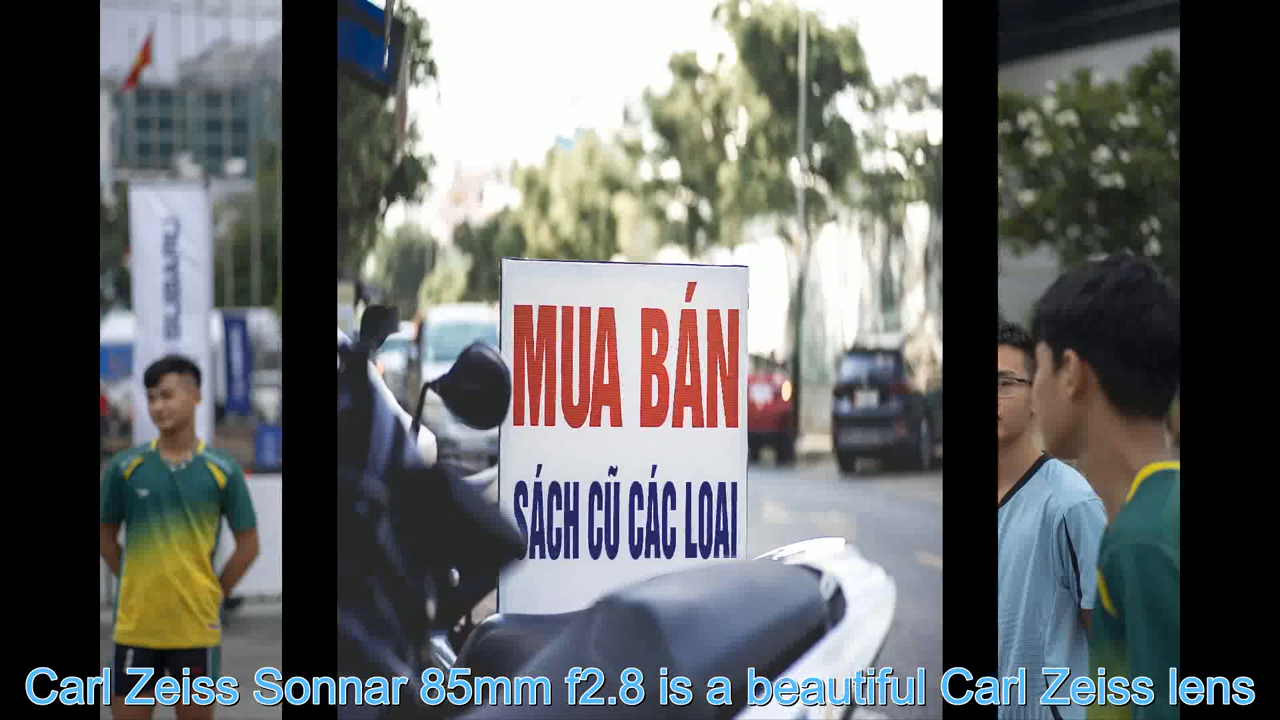 SUBARU
MUA BÁN
SÁCH CŨ CÁC LOẠI
Carl Zeiss Sonnar 85mm f2.8 is a beautiful Carl Zeiss lens